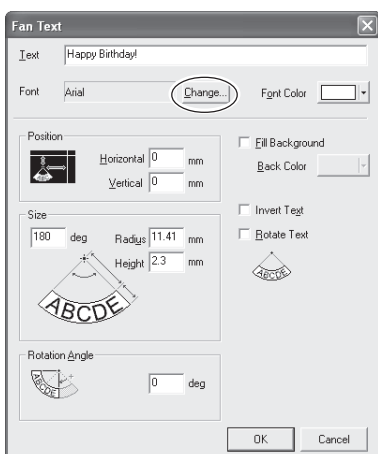 Fan Text
Text Happy Birthday!
Font Arial Change... Font Color
Position
Horizontal 0 mm
Vertical 0 mm
Fill Background
Back Color
Size
180 deg Radius 11.41 mm
Height 2.3 mm
ABCDE
Invert Text
Rotate Text
ABCDE
Rotation Angle
ABCDE
0 deg
OK Cancel